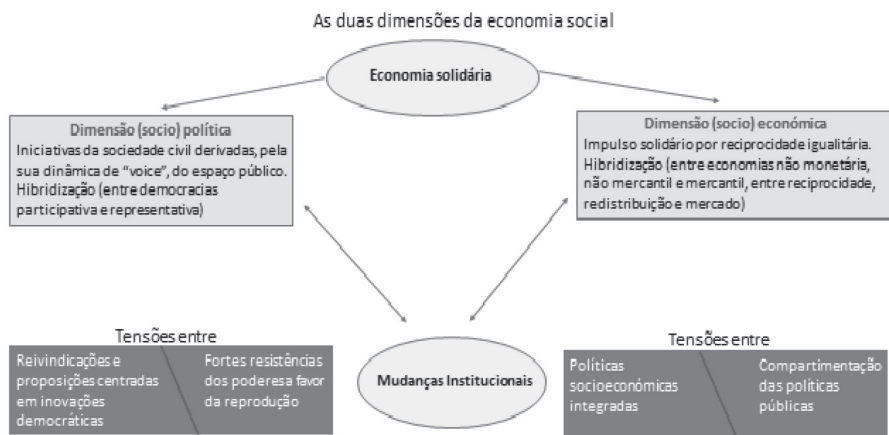 As duas dimensões da economia social
Economia solidária
Dimensão (socio) política
Iniciativas da sociedade civil derivadas, pela
sua dinâmica de “voice”, do espaço público.
Hibridização (entre democracias
participativa e representativa)
Dimensão (socio) económica
Impulso solidário por reciprocidade igualitária.
Hibridização (entre economias não monetária,
não mercantil e mercantil, entre reciprocidade,
redistribuição e mercado)
Mudanças Institucionais
Tensões entre
Reivindicações e
proposições centradas
em inovações
democráticas
Fortes resistências
dos poderesa favor
da reprodução
Tensões entre
Políticas
socioeconómicas
integradas
Compartimentação
das políticas
públicas